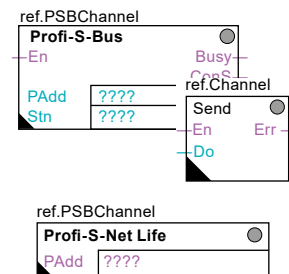 ref.PSBChannel
Profi-S-Bus
En Busy
ConS
PAdd ????
Stn ????
ref.Channel
Send
En Err
Do
ref.PSBChannel
Profi-S-Net Life
PAdd ????